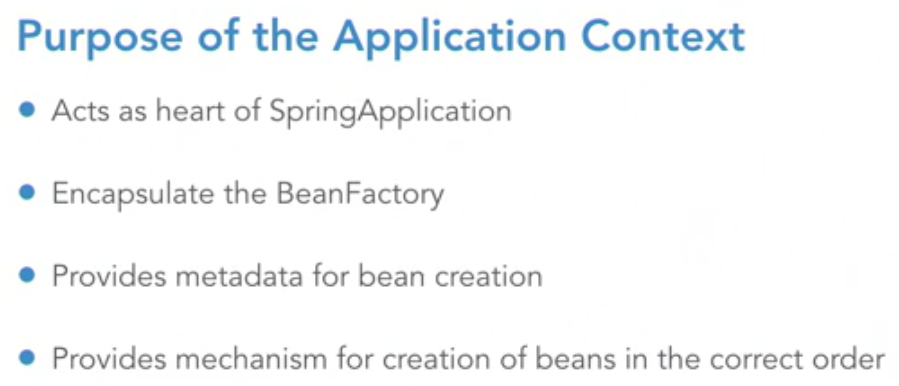 Purpose of the Application Context
Acts as heart of SpringApplication
Encapsulate the BeanFactory
Provides metadata for bean creation
Provides mechanism for creation of beans in the correct order